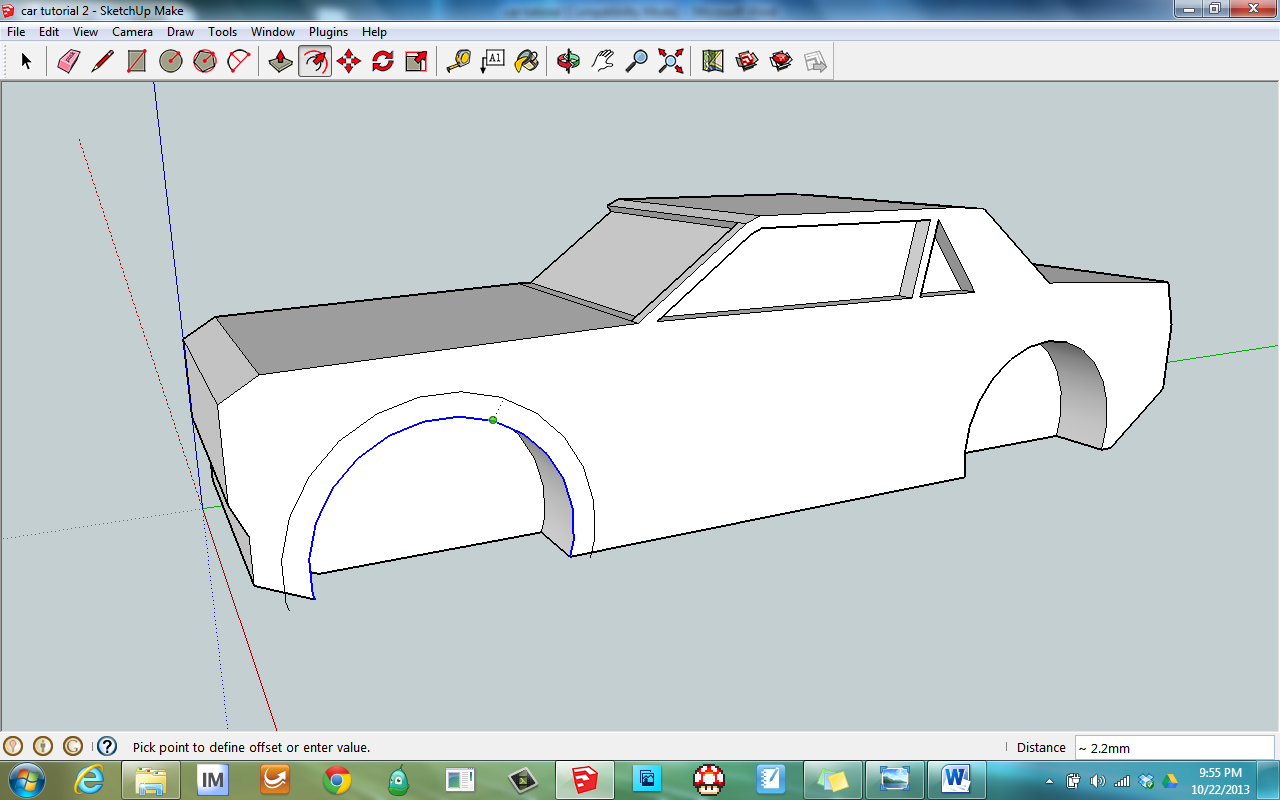 car tutorial 2 - SketchUp Make
File Edit View Camera Draw Tools Window Plugins Help
A1
Pick point to define offset or enter value.
Distance ~ 2.2mm
IM
W
9:55 PM
10/22/2013